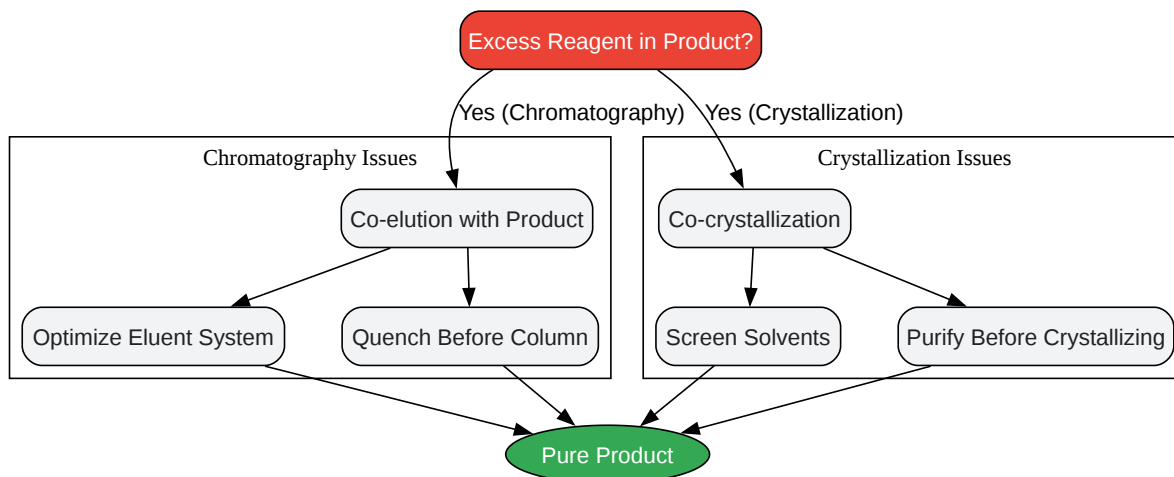 Excess Reagent in Product?
Yes (Chromatography)
Yes (Crystallization)
Chromatography Issues
Crystallization Issues
Co-elution with Product
Co-crystallization
Optimize Eluent System
Quench Before Column
Screen Solvents
Purify Before Crystallizing
Pure Product